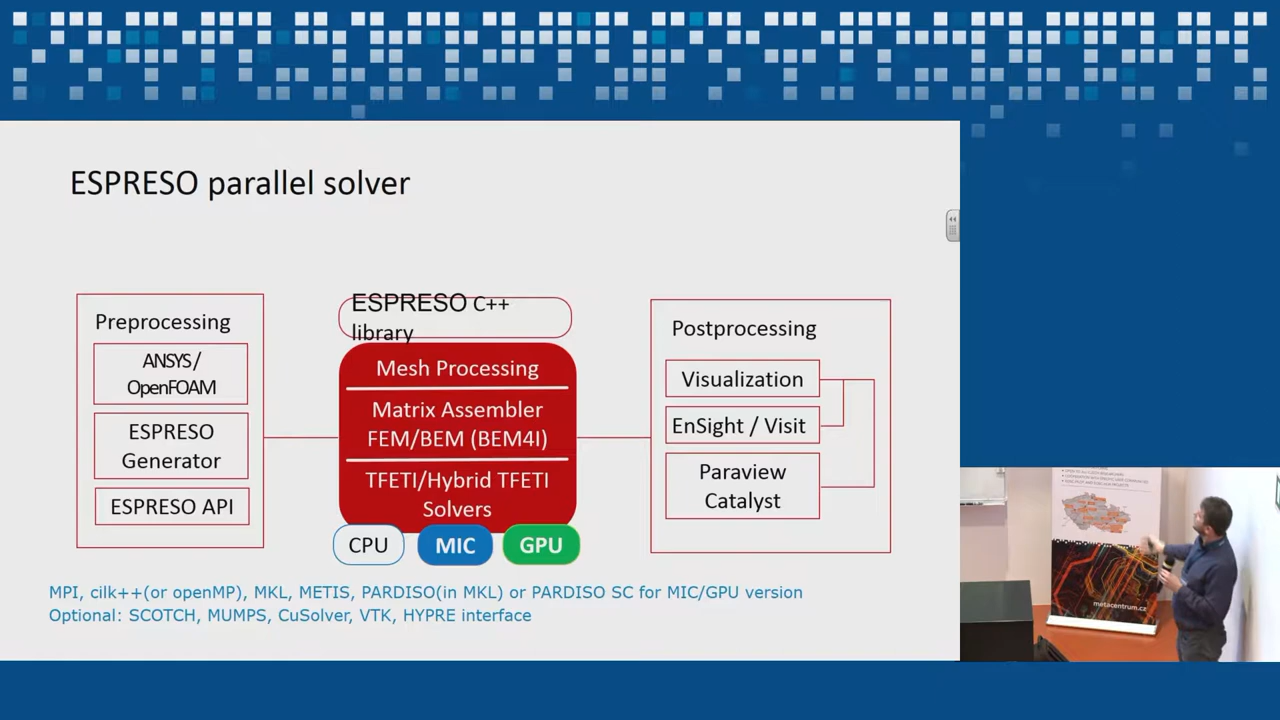 ESPRESO parallel solver
Preprocessing
ANSYS /
OpenFOAM
ESPRESO
Generator
ESPRESO API
ESPRESO C++
library
Mesh Processing
Matrix Assembler
FEM/BEM (BEM4I)
TFETI/Hybrid TFETI
Solvers
CPU
MIC
GPU
Postprocessing
Visualization
EnSight / Visit
Paraview
Catalyst
MPI, cilk++(or openMP), MKL, METIS, PARDISO(in MKL) or PARDISO SC for MIC/GPU version
Optional: SCOTCH, MUMPS, CuSolver, VTK, HYPRE interface
metacentrum.cz